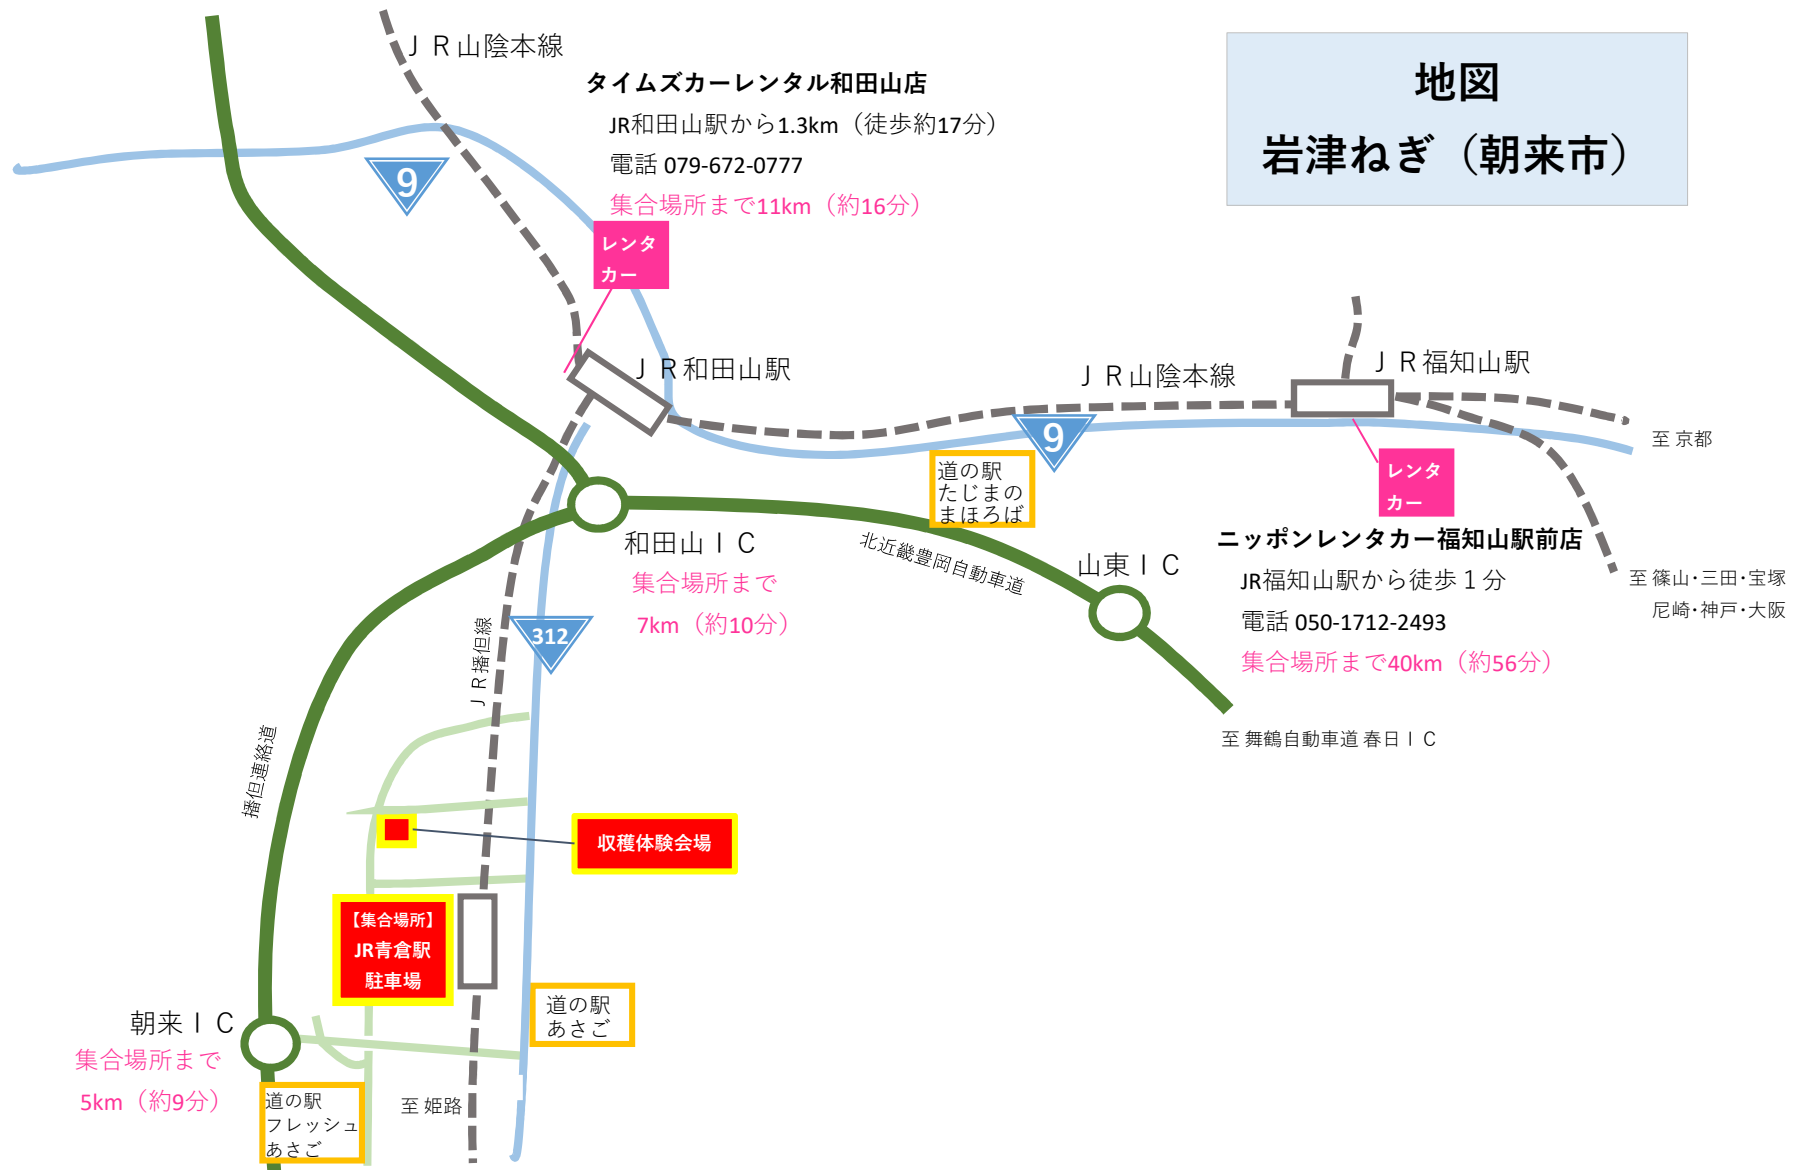 地図
岩津ねぎ（朝来市）
ＪＲ山陰本線
タイムズカーレンタル和田山店
JR和田山駅から1.3km（徒歩約17分）
電話 079-672-0777
集合場所まで11km（約16分）
9
レンタ
カー
ＪＲ和田山駅
ＪＲ山陰本線
ＪＲ福知山駅
9
至 京都
道の駅
たじまの
まほろば
レンタ
カー
ニッポンレンタカー福知山駅前店
JR福知山駅から徒歩１分
電話 050-1712-2493
集合場所まで40km（約56分）
至 篠山･三田･宝塚
尼崎･神戸･大阪
和田山ＩＣ
集合場所まで
7km（約10分）
北近畿豊岡自動車道
山東ＩＣ
至 舞鶴自動車道 春日ＩＣ
ＪＲ播但線
312
播但連絡道
収穫体験会場
【集合場所】
JR青倉駅
駐車場
道の駅
あさご
朝来ＩＣ
集合場所まで
5km（約9分）
道の駅
フレッシュ
あさご
至 姫路